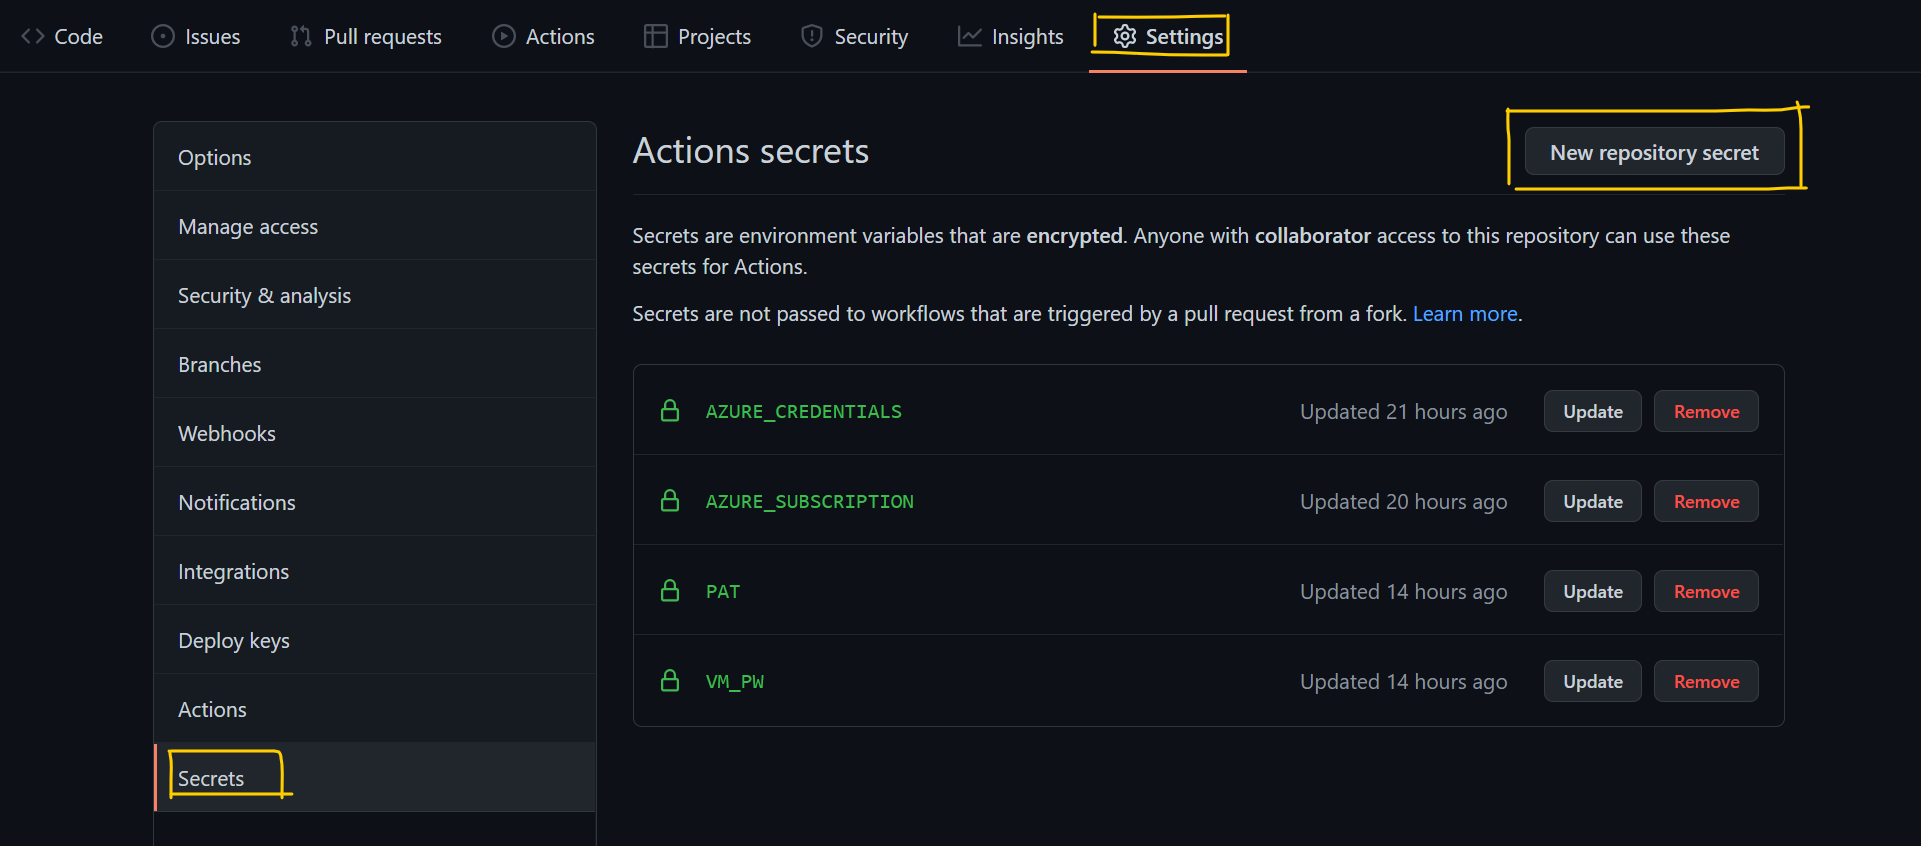 Code Issues Pull requests Actions Projects Security Insights Settings
Options
Manage access
Security & analysis
Branches
Webhooks
Notifications
Integrations
Deploy keys
Actions
Secrets
Actions secrets
New repository secret
Secrets are environment variables that are encrypted. Anyone with collaborator access to this repository can use these
secrets for Actions.
Secrets are not passed to workflows that are triggered by a pull request from a fork. Learn more.
AZURE_CREDENTIALS Updated 21 hours ago Update Remove
AZURE_SUBSCRIPTION Updated 20 hours ago Update Remove
PAT Updated 14 hours ago Update Remove
VM_PW Updated 14 hours ago Update Remove